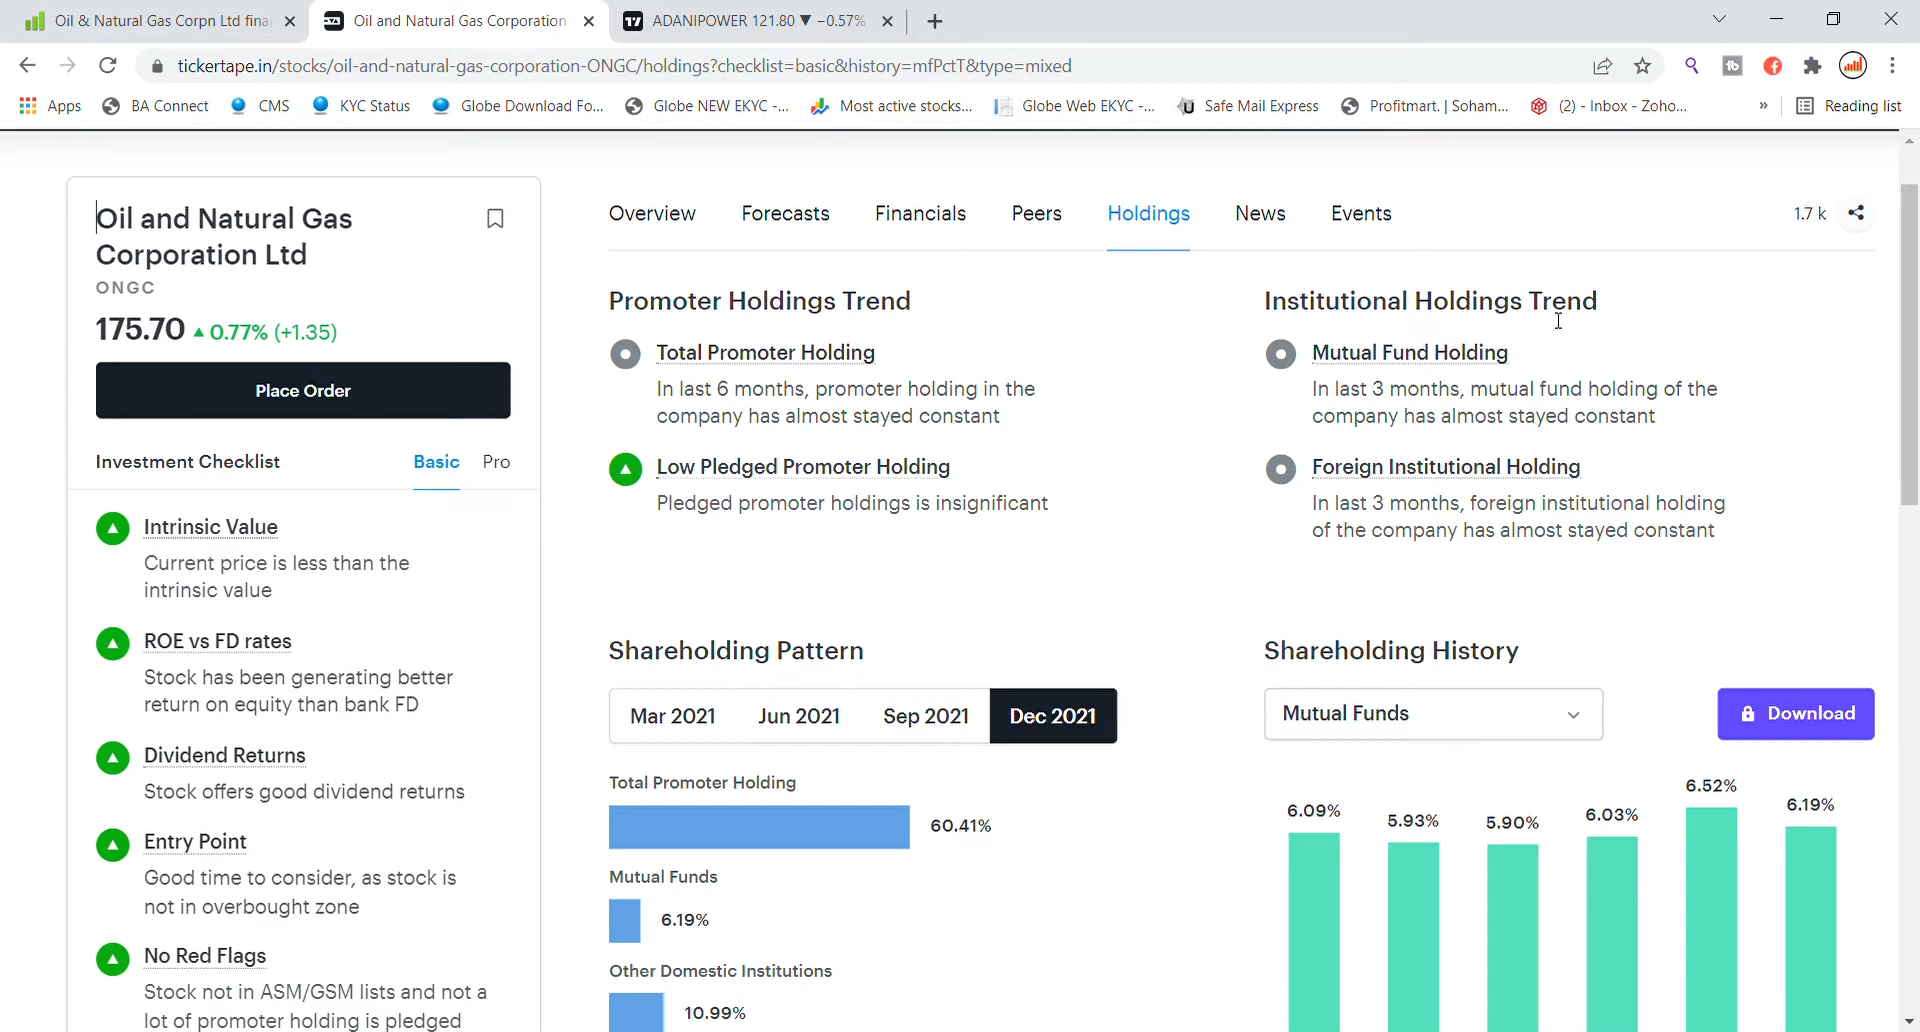 Oil & Natural Gas Corpn Ltd fina
Oil and Natural Gas Corporation
ADANIPOWER 121.80 ▼ −0.57%
tickertape.in/stocks/oil-and-natural-gas-corporation-ONGC/holdings?checklist=basic&history=mfPctT&type=mixed
Apps
BA Connect
CMS
KYC Status
Globe Download Fo...
Globe NEW EKYC -...
Most active stocks...
Globe Web EKYC -...
Safe Mail Express
Profitmart. | Soham...
(2) - Inbox - Zoho...
»
Reading list
Oil and Natural Gas
Corporation Ltd
ONGC
175.70 ▲ 0.77% (+1.35)
Place Order
Investment Checklist
Basic
Pro
Intrinsic Value
Current price is less than the
intrinsic value
ROE vs FD rates
Stock has been generating better
return on equity than bank FD
Dividend Returns
Stock offers good dividend returns
Entry Point
Good time to consider, as stock is
not in overbought zone
No Red Flags
Stock not in ASM/GSM lists and not a
lot of promoter holding is pledged
Overview
Forecasts
Financials
Peers
Holdings
News
Events
1.7 k
Promoter Holdings Trend
Total Promoter Holding
In last 6 months, promoter holding in the
company has almost stayed constant
Low Pledged Promoter Holding
Pledged promoter holdings is insignificant
Institutional Holdings Trend
Mutual Fund Holding
In last 3 months, mutual fund holding of the
company has almost stayed constant
Foreign Institutional Holding
In last 3 months, foreign institutional holding
of the company has almost stayed constant
Shareholding Pattern
Mar 2021
Jun 2021
Sep 2021
Dec 2021
Total Promoter Holding
60.41%
Mutual Funds
6.19%
Other Domestic Institutions
10.99%
Shareholding History
Mutual Funds
Download
6.09%
5.93%
5.90%
6.03%
6.52%
6.19%